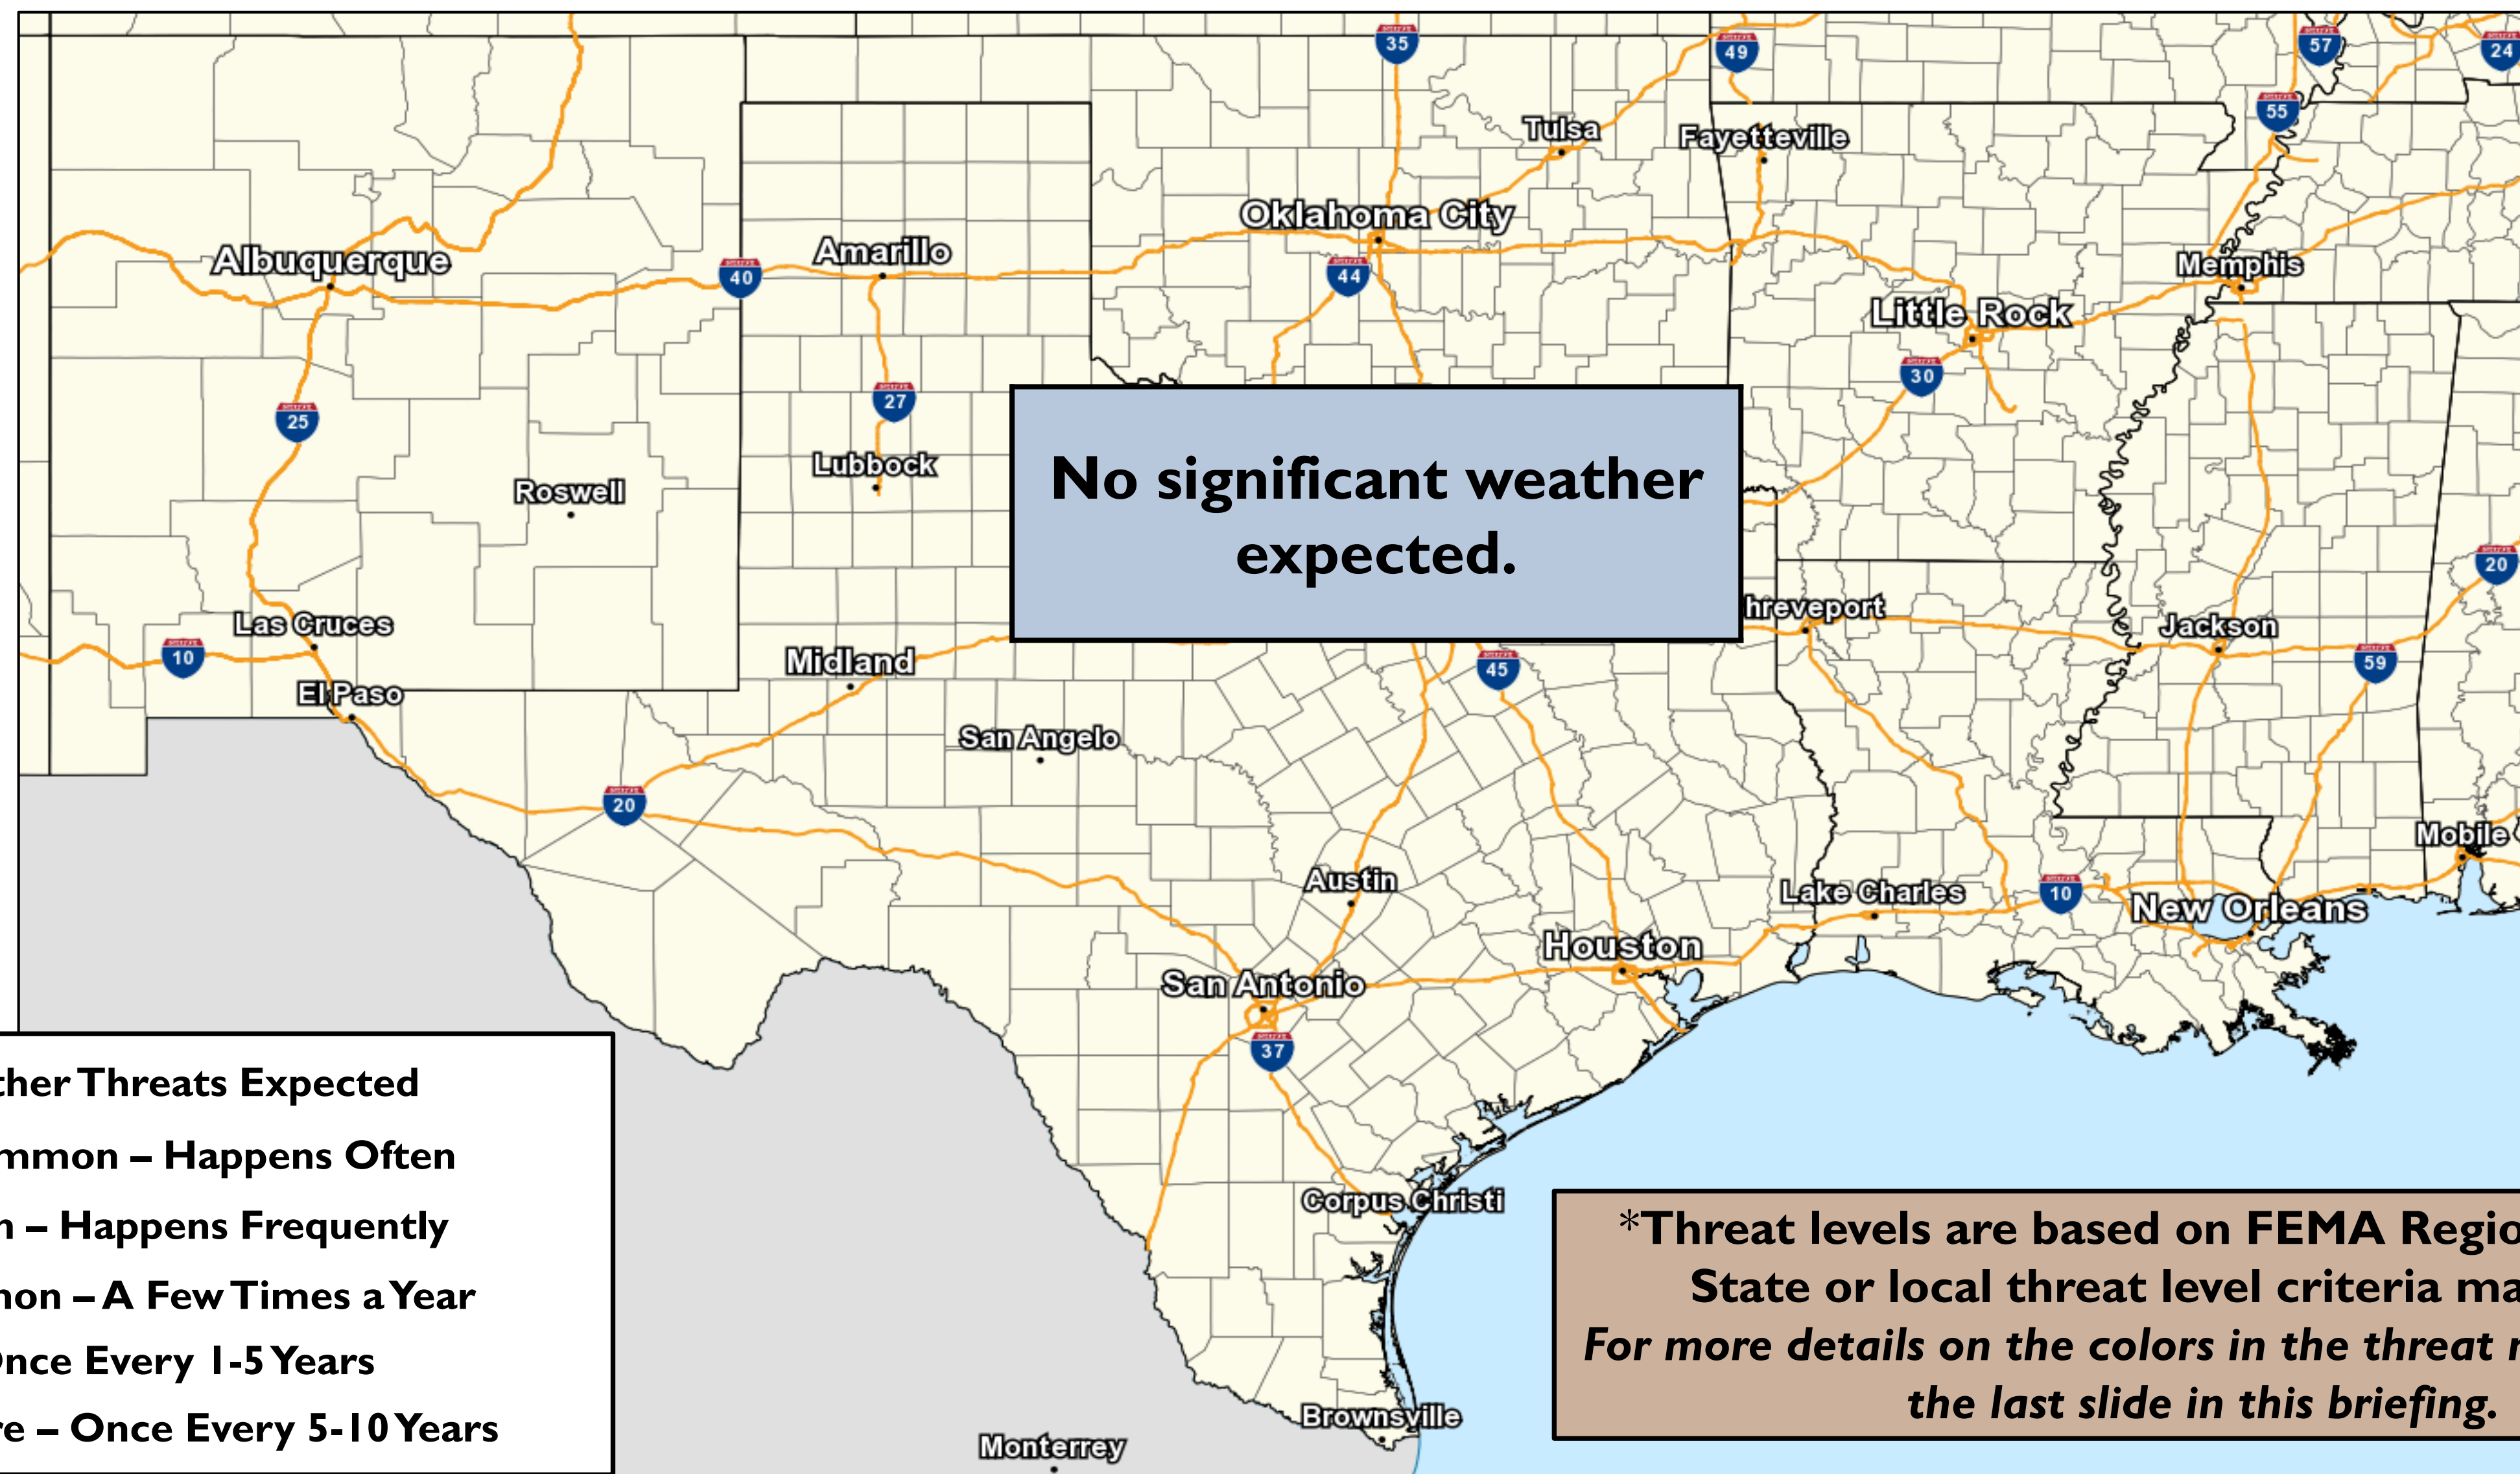 35
49
57
24
55
Tulsa
Fayetteville
Oklahoma City
Albuquerque
Amarillo
40
44
Memphis
Little Rock
30
27
25
Lubbock
Roswell
No significant weather
expected.
20
hreveport
Las Cruces
Jackson
10
Midland
45
59
El Paso
San Angelo
20
Mobile
Austin
Lake Charles
10
New Orleans
Houston
San Antonio
37
ther Threats Expected
mmon – Happens Often
n – Happens Frequently
non – A Few Times a Year
Once Every 1-5 Years
re – Once Every 5-10 Years
Corpus Christi
Brownsville
Monterrey
*Threat levels are based on FEMA Regio
State or local threat level criteria ma
For more details on the colors in the threat
the last slide in this briefing.